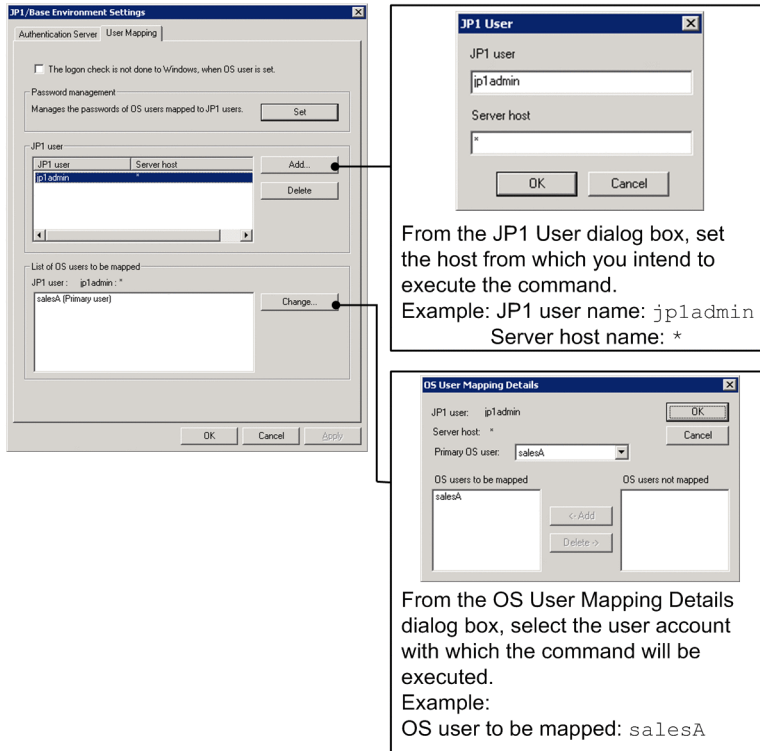 JP1/Base Environment Settings
Authentication Server User Mapping
The logon check is not done to Windows, when OS user is set.
Password management
Manages the passwords of OS users mapped to JP1 users. Set
JP1 user
JP1 user Server host
jp1admin *
Add...
Delete
List of OS users to be mapped
JP1 user : jp1admin : *
salesA (Primary user)
Change...
OK Cancel Apply
JP1 User
JP1 user
jp1admin
Server host
*
OK Cancel
From the JP1 User dialog box, set
the host from which you intend to
execute the command.
Example: JP1 user name: jp1admin
Server host name: *
OS User Mapping Details
JP1 user: jp1admin OK
Server host: * Cancel
Primary OS user: salesA
OS users to be mapped OS users not mapped
salesA
<- Add
Delete ->
From the OS User Mapping Details
dialog box, select the user account
with which the command will be
executed.
Example:
OS user to be mapped: salesA